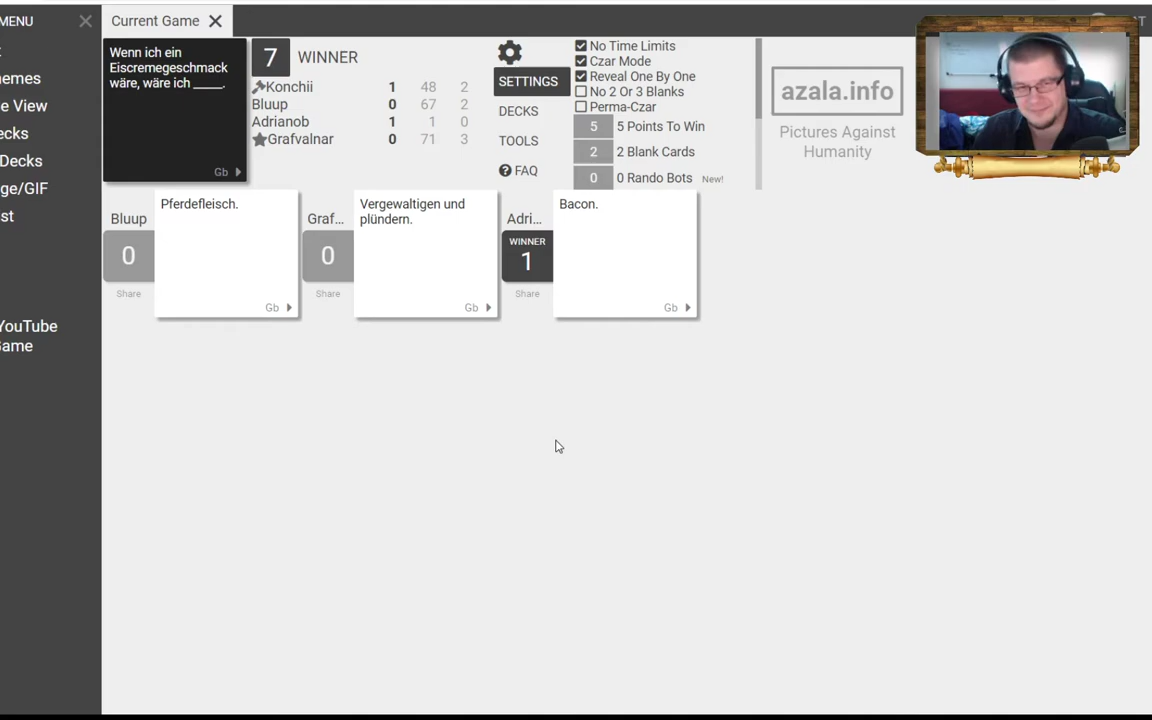 MENU
Current Game
emes
e View
ecks
Decks
ge/GIF
st
YouTube
Game
Wenn ich ein
Eiscremegeschmack
wäre, wäre ich _____.
Gb
7 WINNER
Konchii 1 48 2
Bluup 0 67 2
Adrianob 1 1 0
Grafvalnar 0 71 3
SETTINGS
DECKS
TOOLS
? FAQ
No Time Limits
Czar Mode
Reveal One By One
No 2 Or 3 Blanks
Perma-Czar
5 5 Points To Win
2 2 Blank Cards
0 0 Rando Bots New!
azala.info
Pictures Against
Humanity
Bluup
0
Share
Pferdefleisch.
Gb
Graf...
0
Share
Vergewaltigen und
plündern.
Gb
Adri...
WINNER
1
Share
Bacon.
Gb